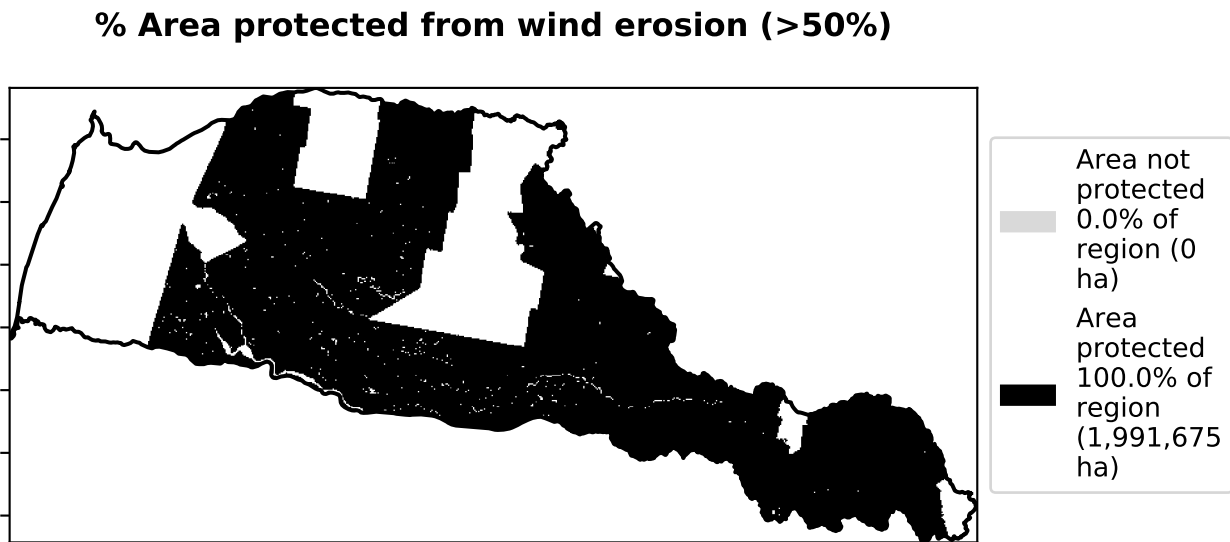 % Area protected from wind erosion (>50%)
Area not
protected
0.0% of
region (0
ha)
Area
protected
100.0% of
region
(1,991,675
ha)